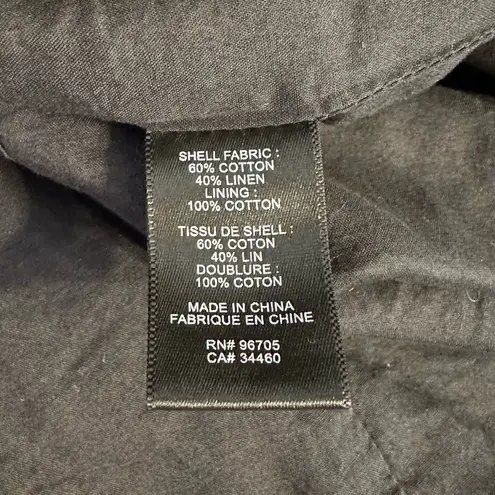 SHELL FABRIC :
60% COTTON
40% LINEN
LINING :
100% COTTON
TISSU DE SHELL :
60% COTON
40% LIN
DOUBLURE :
100% COTON
MADE IN CHINA
FABRIQUE EN CHINE
RN# 96705
CA# 34460